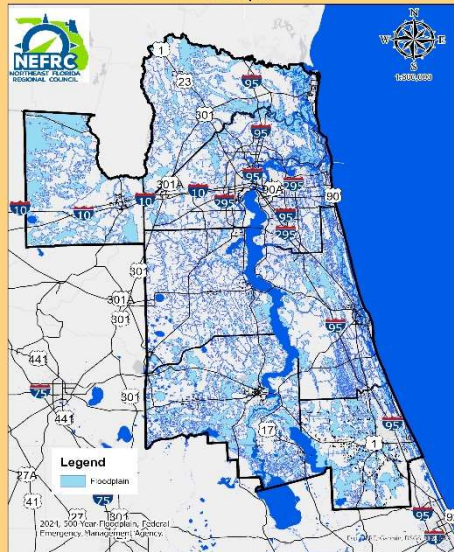 NEFRC
NORTHEAST FLORIDA
REGIONAL COUNCIL
N
W
E
S
1
23
95
301
95
301A
10
95
90A
295
90
10
10
10
295
95
295
301
301A
301
95
441
75
301
441
17
1
95
27A
41
75
27
301
95
Legend
Floodplain
2021, 500-Year Floodplain, Federal
Emergency Management Agency.